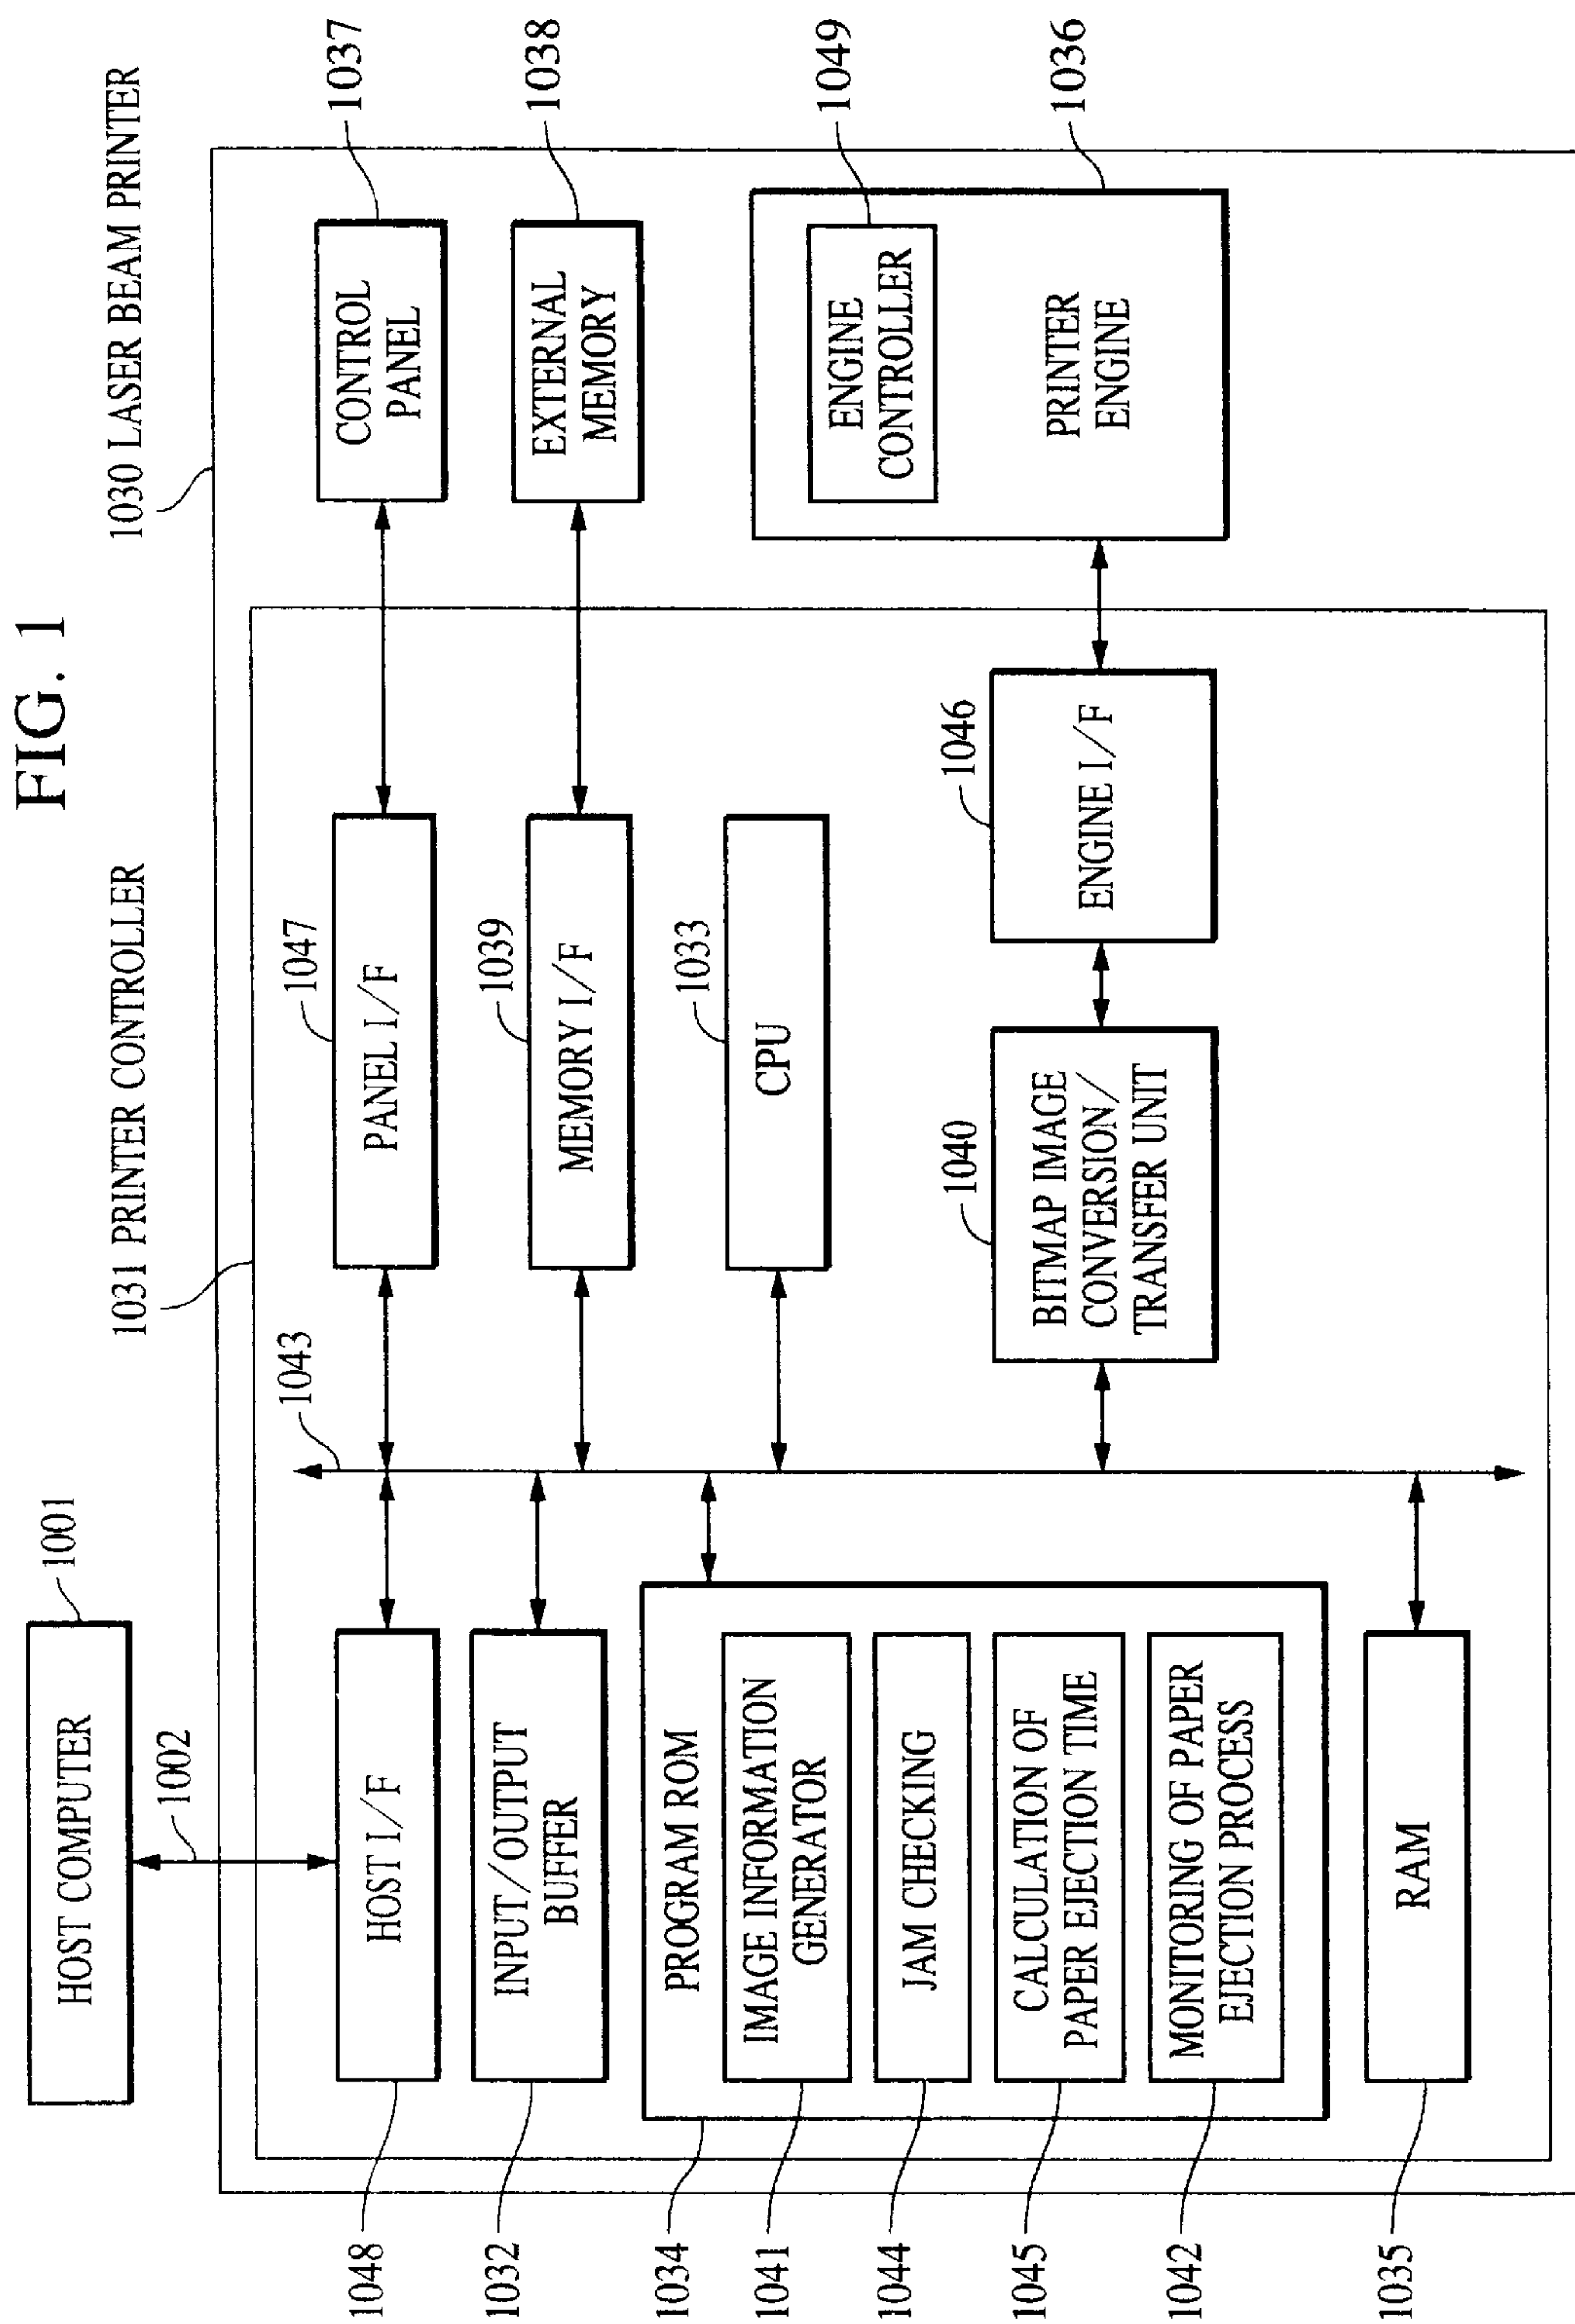 FIG. 1
HOST COMPUTER
1001
1002
1031 PRINTER CONTROLLER
1030 LASER BEAM PRINTER
1043
1048
HOST I/F
1047
PANEL I/F
CONTROL
PANEL
1037
1032
INPUT/OUTPUT
BUFFER
1039
MEMORY I/F
EXTERNAL
MEMORY
1038
1034
PROGRAM ROM
1033
CPU
1041
IMAGE INFORMATION
GENERATOR
1044
JAM CHECKING
1045
CALCULATION OF
PAPER EJECTION TIME
1042
MONITORING OF PAPER
EJECTION PROCESS
1040
BITMAP IMAGE
CONVERSION/
TRANSFER UNIT
1046
ENGINE I/F
ENGINE
CONTROLLER
1049
PRINTER
ENGINE
1036
1035
RAM